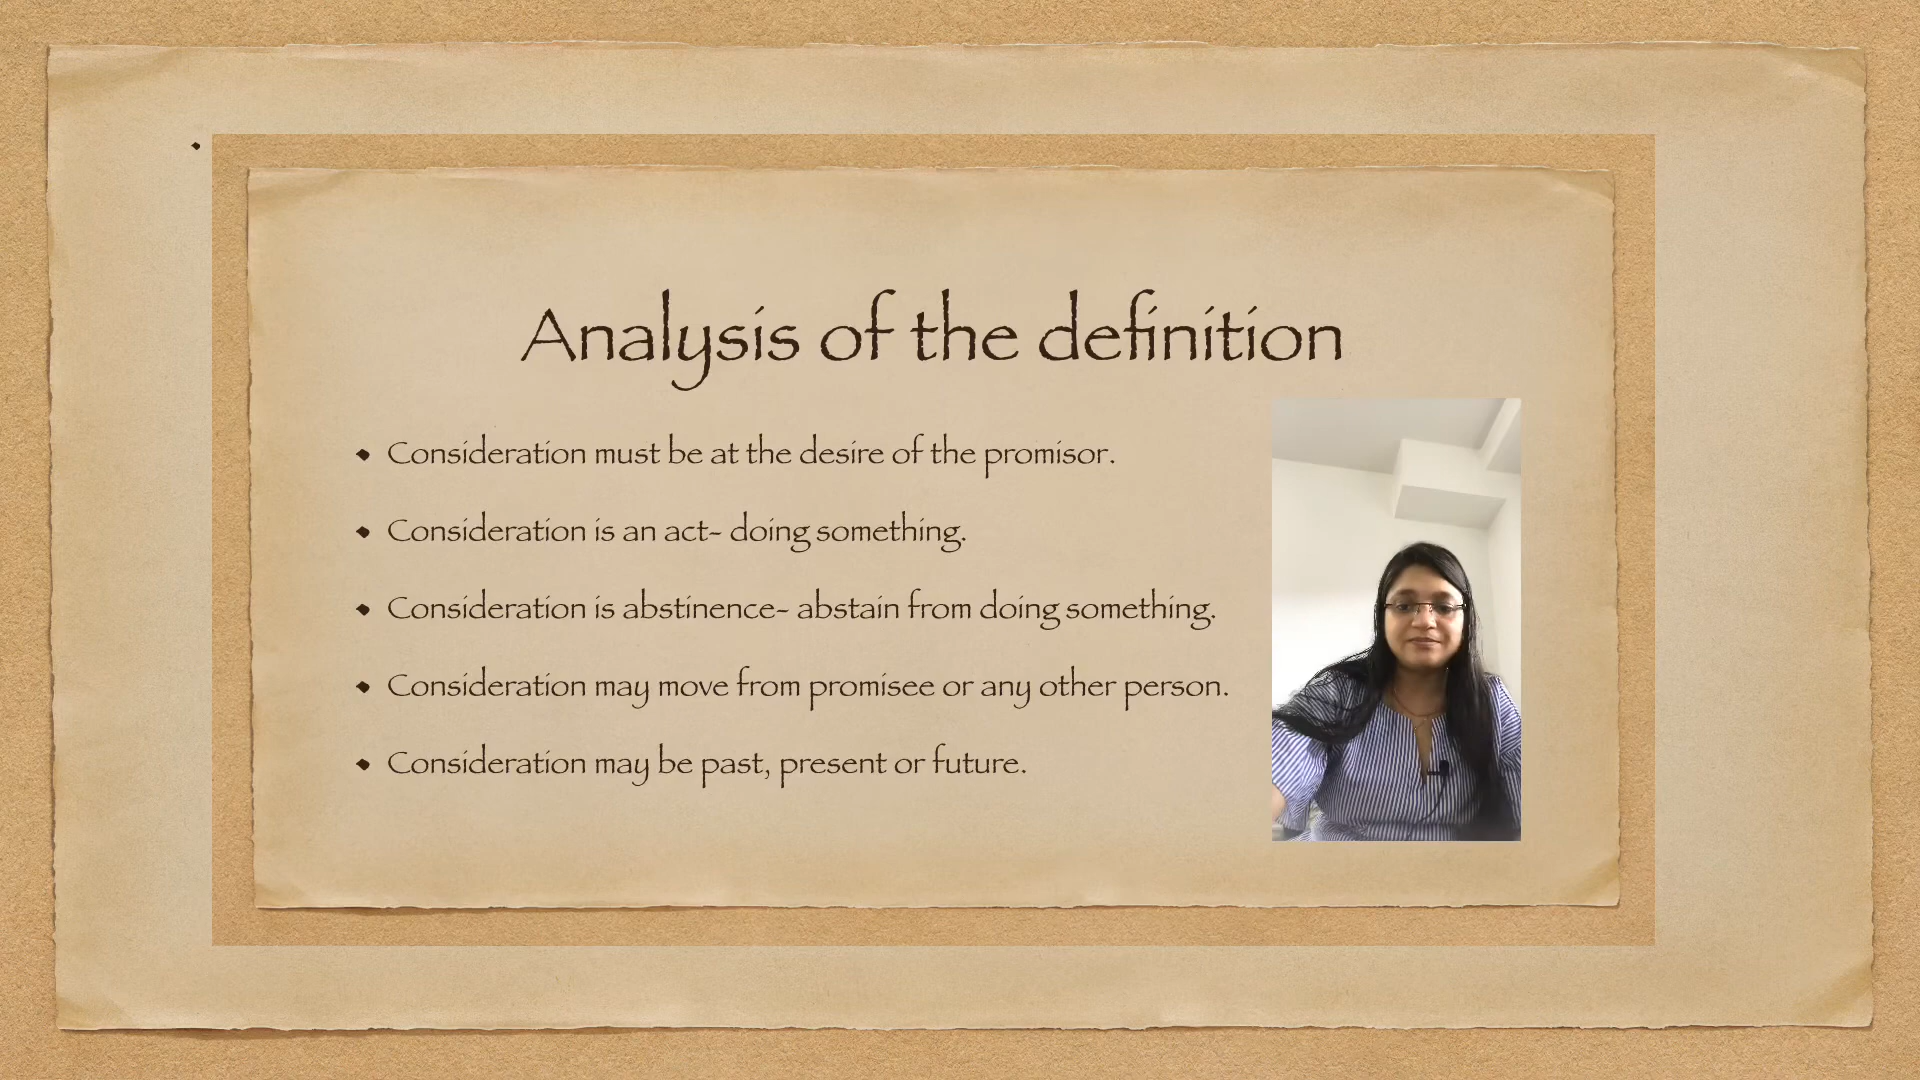 Analysis of the definition
• Consideration must be at the desire of the promisor.
• Consideration is an act- doing something.
• Consideration is abstinence- abstain from doing something.
• Consideration may move from promisee or any other person.
• Consideration may be past, present or future.